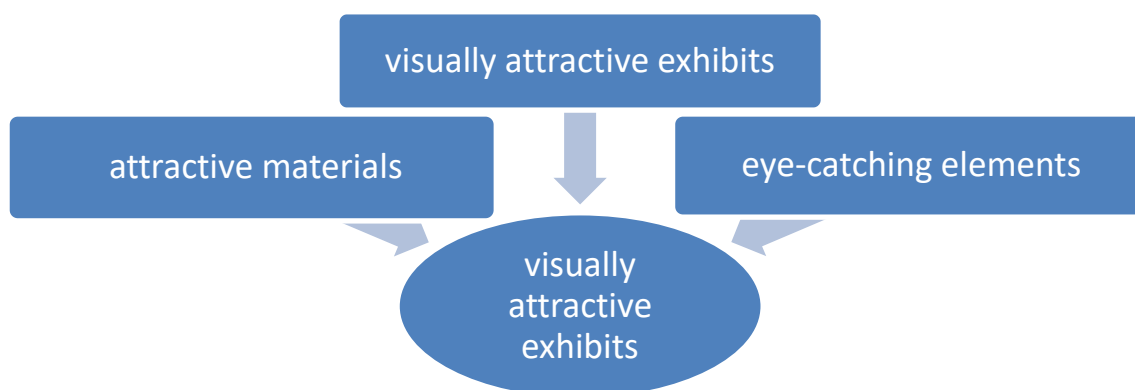 visually attractive exhibits
attractive materials
eye-catching elements
visually
attractive
exhibits